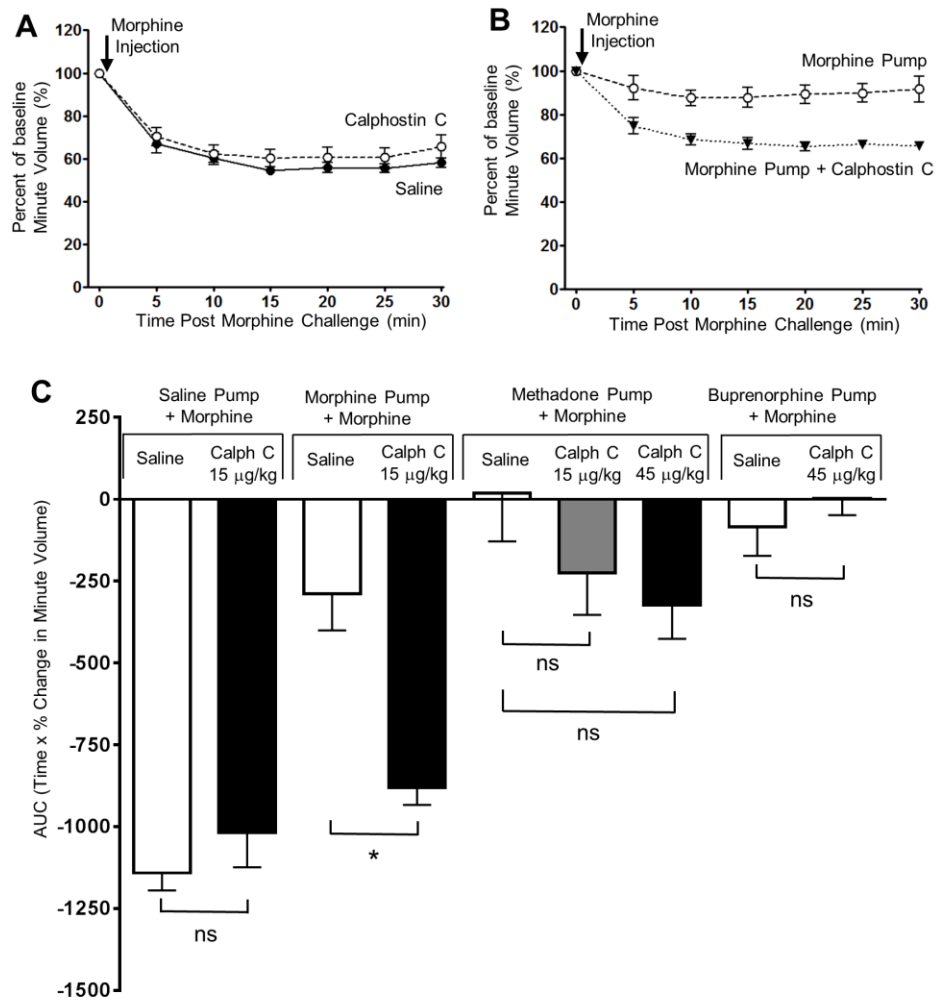 A
Morphine
Injection
Percent of baseline
Minute Volume (%)
120
100
80
60
40
20
0
Calphostin C
Saline
0 5 10 15 20 25 30
Time Post Morphine Challenge (min)
B
Morphine
Injection
Percent of baseline
Minute Volume (%)
120
100
80
60
40
20
0
Morphine Pump
Morphine Pump + Calphostin C
0 5 10 15 20 25 30
Time Post Morphine Challenge (min)
C
Saline Pump
+ Morphine
Morphine Pump
+ Morphine
Methadone Pump
+ Morphine
Buprenorphine Pump
+ Morphine
Saline
Calph C
15 μg/kg
Saline
Calph C
15 μg/kg
Saline
Calph C
15 μg/kg
Calph C
45 μg/kg
Saline
Calph C
45 μg/kg
AUC (Time x % Change in Minute Volume)
250
0
-250
-500
-750
-1000
-1250
-1500
ns
*
ns
ns
ns